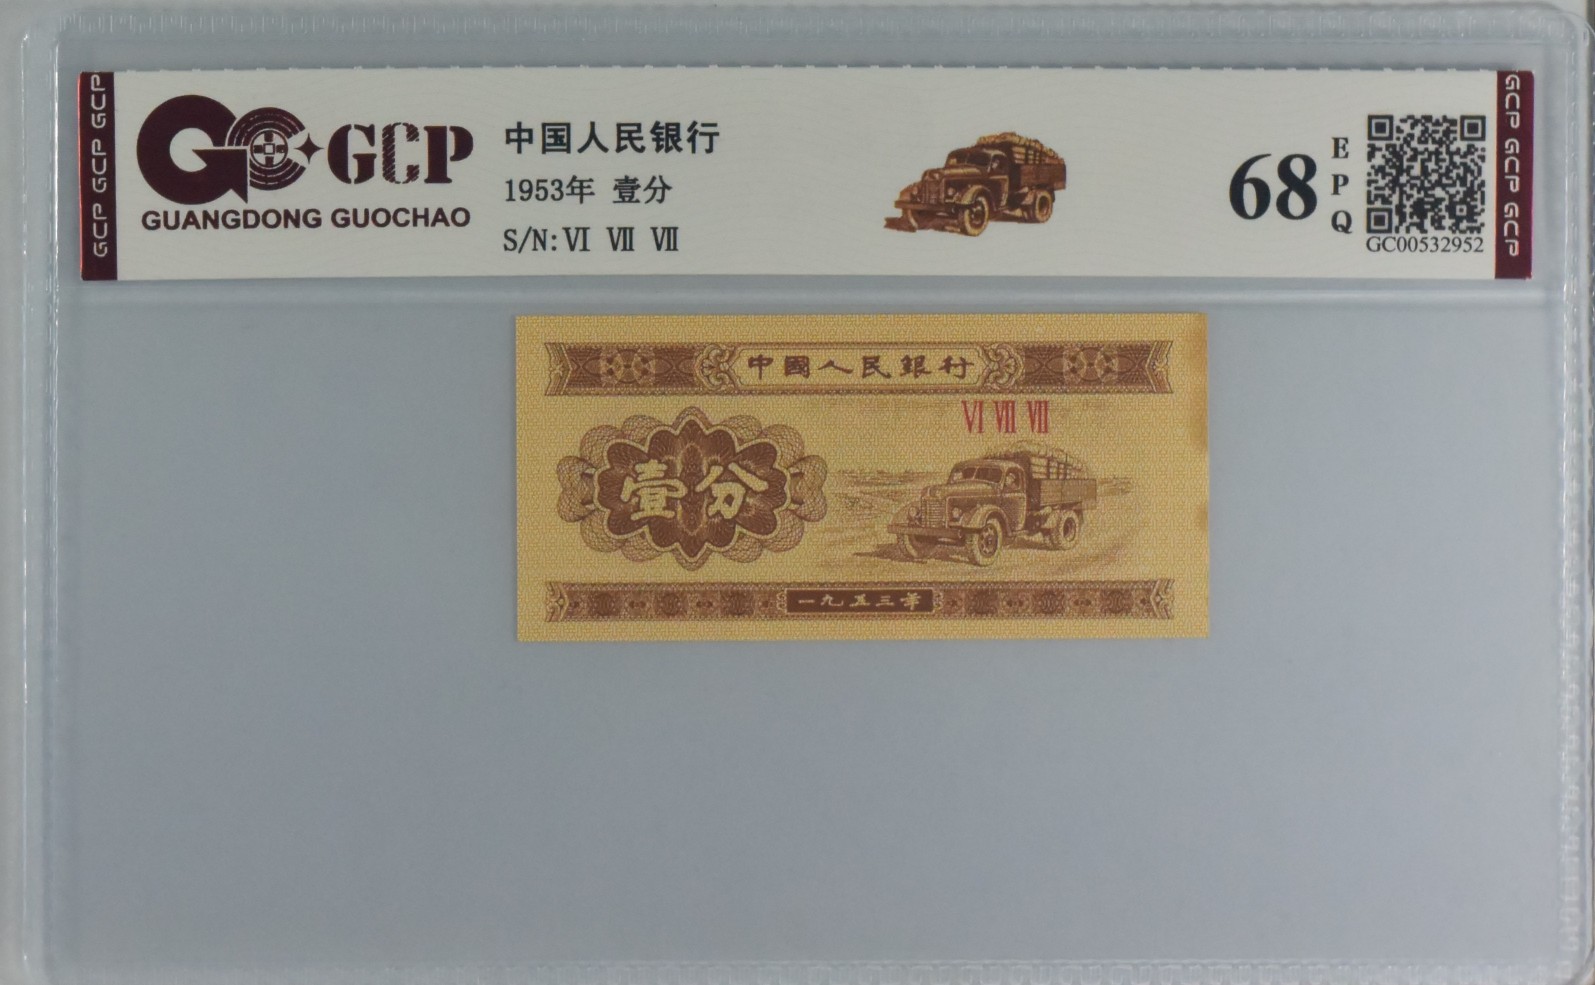 GCP GCP GCP
GCP
GUANGDONG GUOCHAO
中国人民银行
1953年 壹分
S/N:Ⅵ Ⅶ Ⅶ
68
EPQ
GC00532952
GCP GCP GCP
中國人民銀行
Ⅵ Ⅶ Ⅶ
壹分
一九五三年